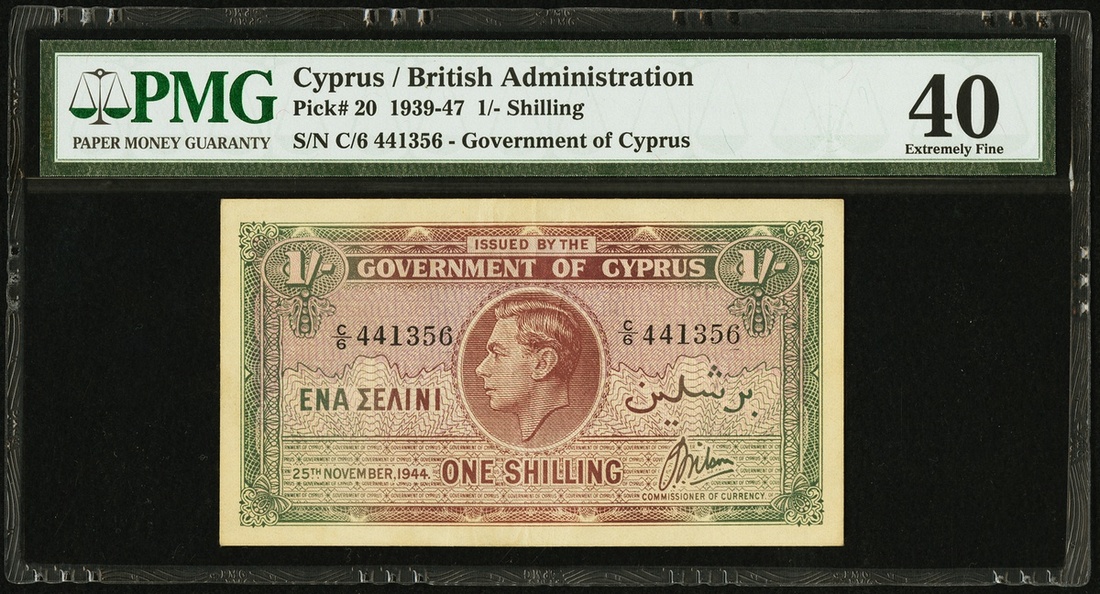 PMG
PAPER MONEY GUARANTY
Cyprus / British Administration
Pick# 20 1939-47 1/- Shilling
S/N C/6 441356 - Government of Cyprus
40
Extremely Fine
ISSUED BY THE
1/- GOVERNMENT OF CYPRUS 1/-
C/6 441356 C/6 441356
ΕΝΑ ΣΕΛΙΝΙ
بر شلين
25TH NOVEMBER, 1944.
ONE SHILLING
COMMISSIONER OF CURRENCY